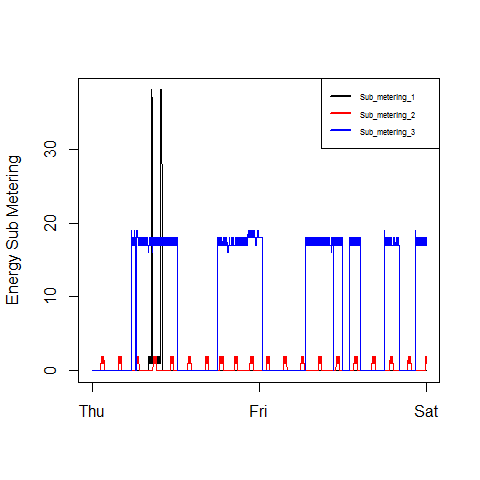 Sub_metering_1
Sub_metering_2
Sub_metering_3
Energy Sub Metering
30
20
10
0
Thu Fri Sat